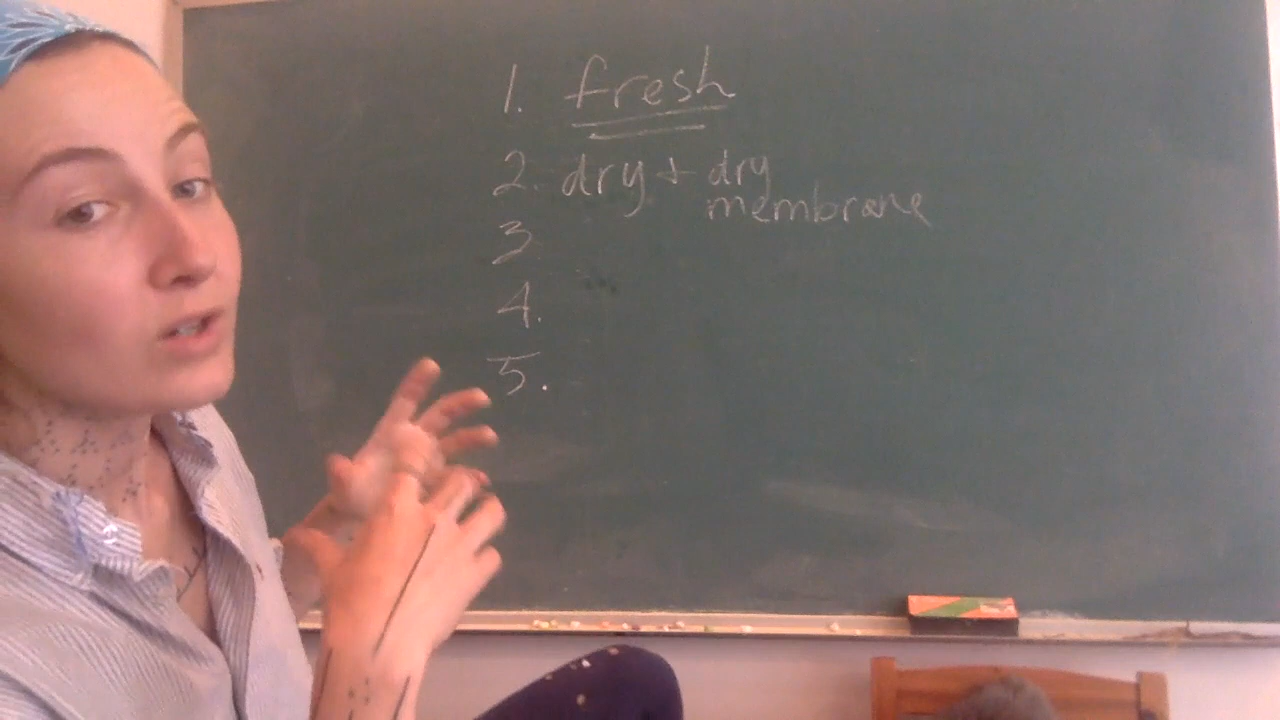 1. fresh
2. dry + dry
membrane
3
4.
5.